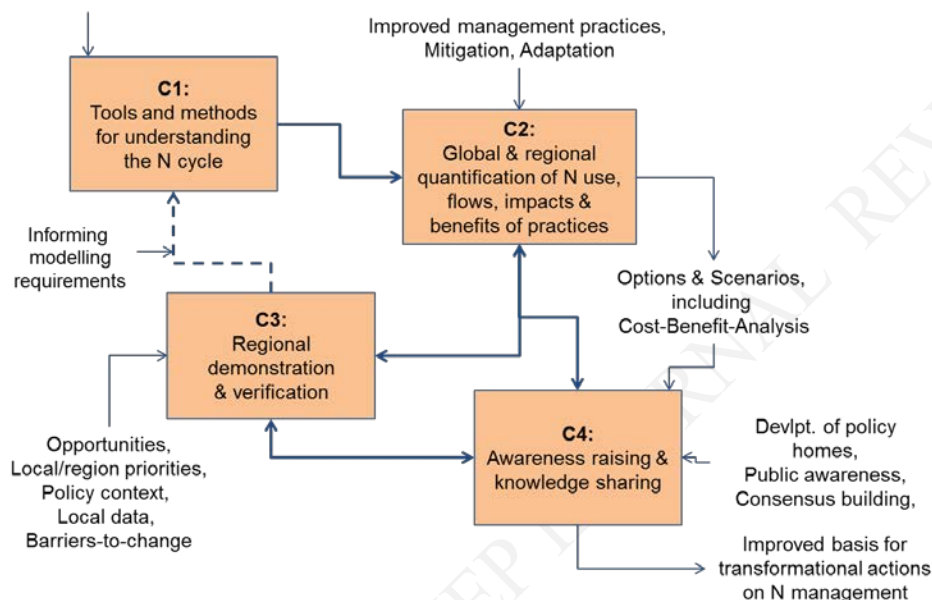 Improved management practices,
Mitigation, Adaptation
C1:
Tools and methods
for understanding
the N cycle
C2:
Global & regional
quantification of N use,
flows, impacts &
benefits of practices
Informing
modelling
requirements
Options & Scenarios,
including
Cost-Benefit-Analysis
C3:
Regional
demonstration
& verification
Opportunities,
Local/region priorities,
Policy context,
Local data,
Barriers-to-change
C4:
Awareness raising &
knowledge sharing
Devlpt. of policy
homes,
Public awareness,
Consensus building,
Improved basis for
transformational actions
on N management